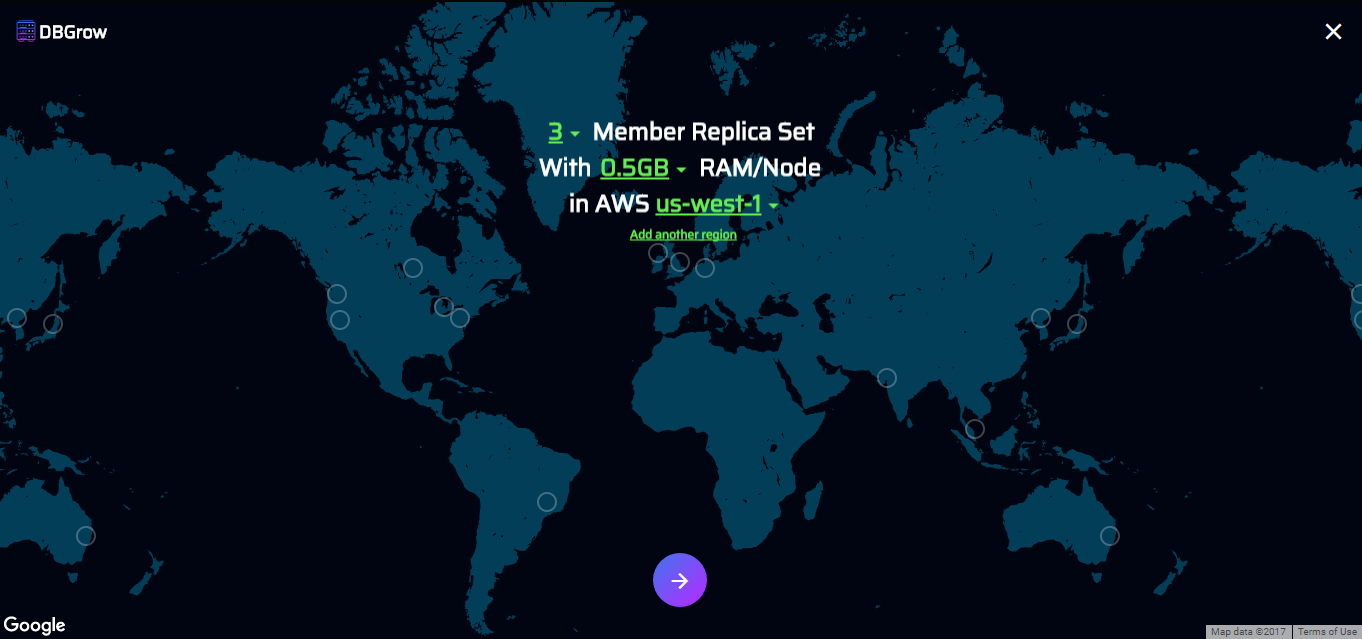 DBGrow
3 Member Replica Set
With 0.5GB RAM/Node
in AWS us-west-1
Add another region
Google
Map data ©2017
Terms of Use